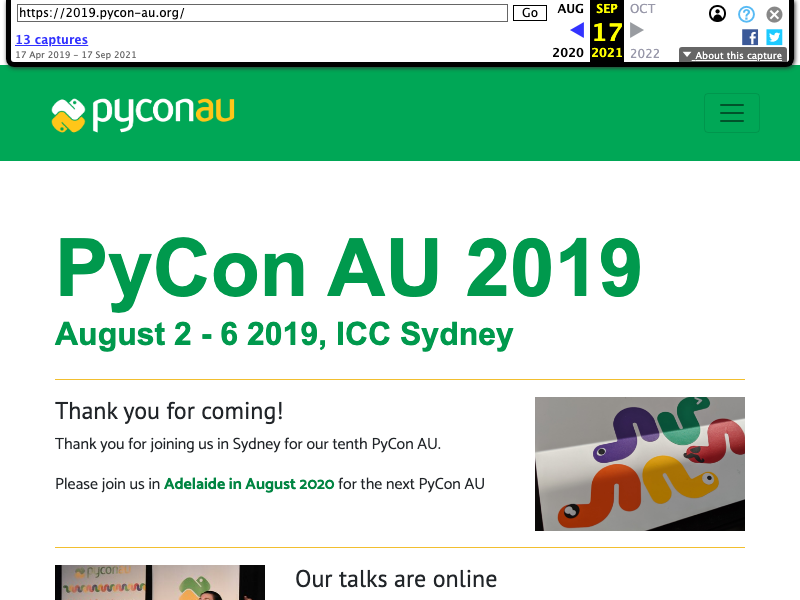 https://2019.pycon-au.org/
Go
AUG
SEP
OCT
17
13 captures
17 Apr 2019 – 17 Sep 2021
2020
2021
2022
About this capture
pyconau
PyCon AU 2019
August 2 - 6 2019, ICC Sydney
Thank you for coming!
Thank you for joining us in Sydney for our tenth PyCon AU.
Please join us in Adelaide in August 2020 for the next PyCon AU
pyconau
Our talks are online